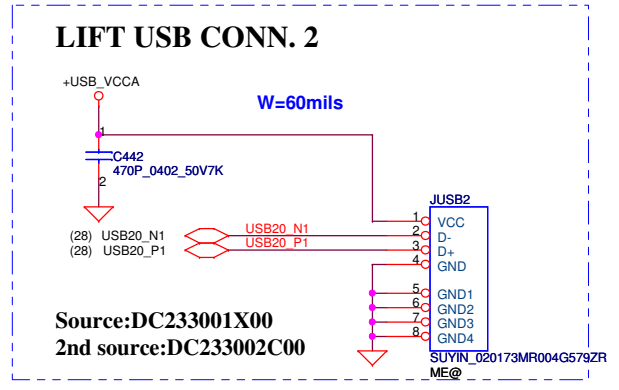 LIFT USB CONN. 2
+USB_VCCA
W=60mils
1
C442
470P_0402_50V7K
2
JUSB2
(28) USB20_N1
USB20_N1
(28) USB20_P1
USB20_P1
1 VCC
2 D-
3 D+
4 GND
5 GND1
6 GND2
7 GND3
8 GND4
Source:DC233001X00
2nd source:DC233002C00
SUYIN_020173MR004G579ZR
ME@